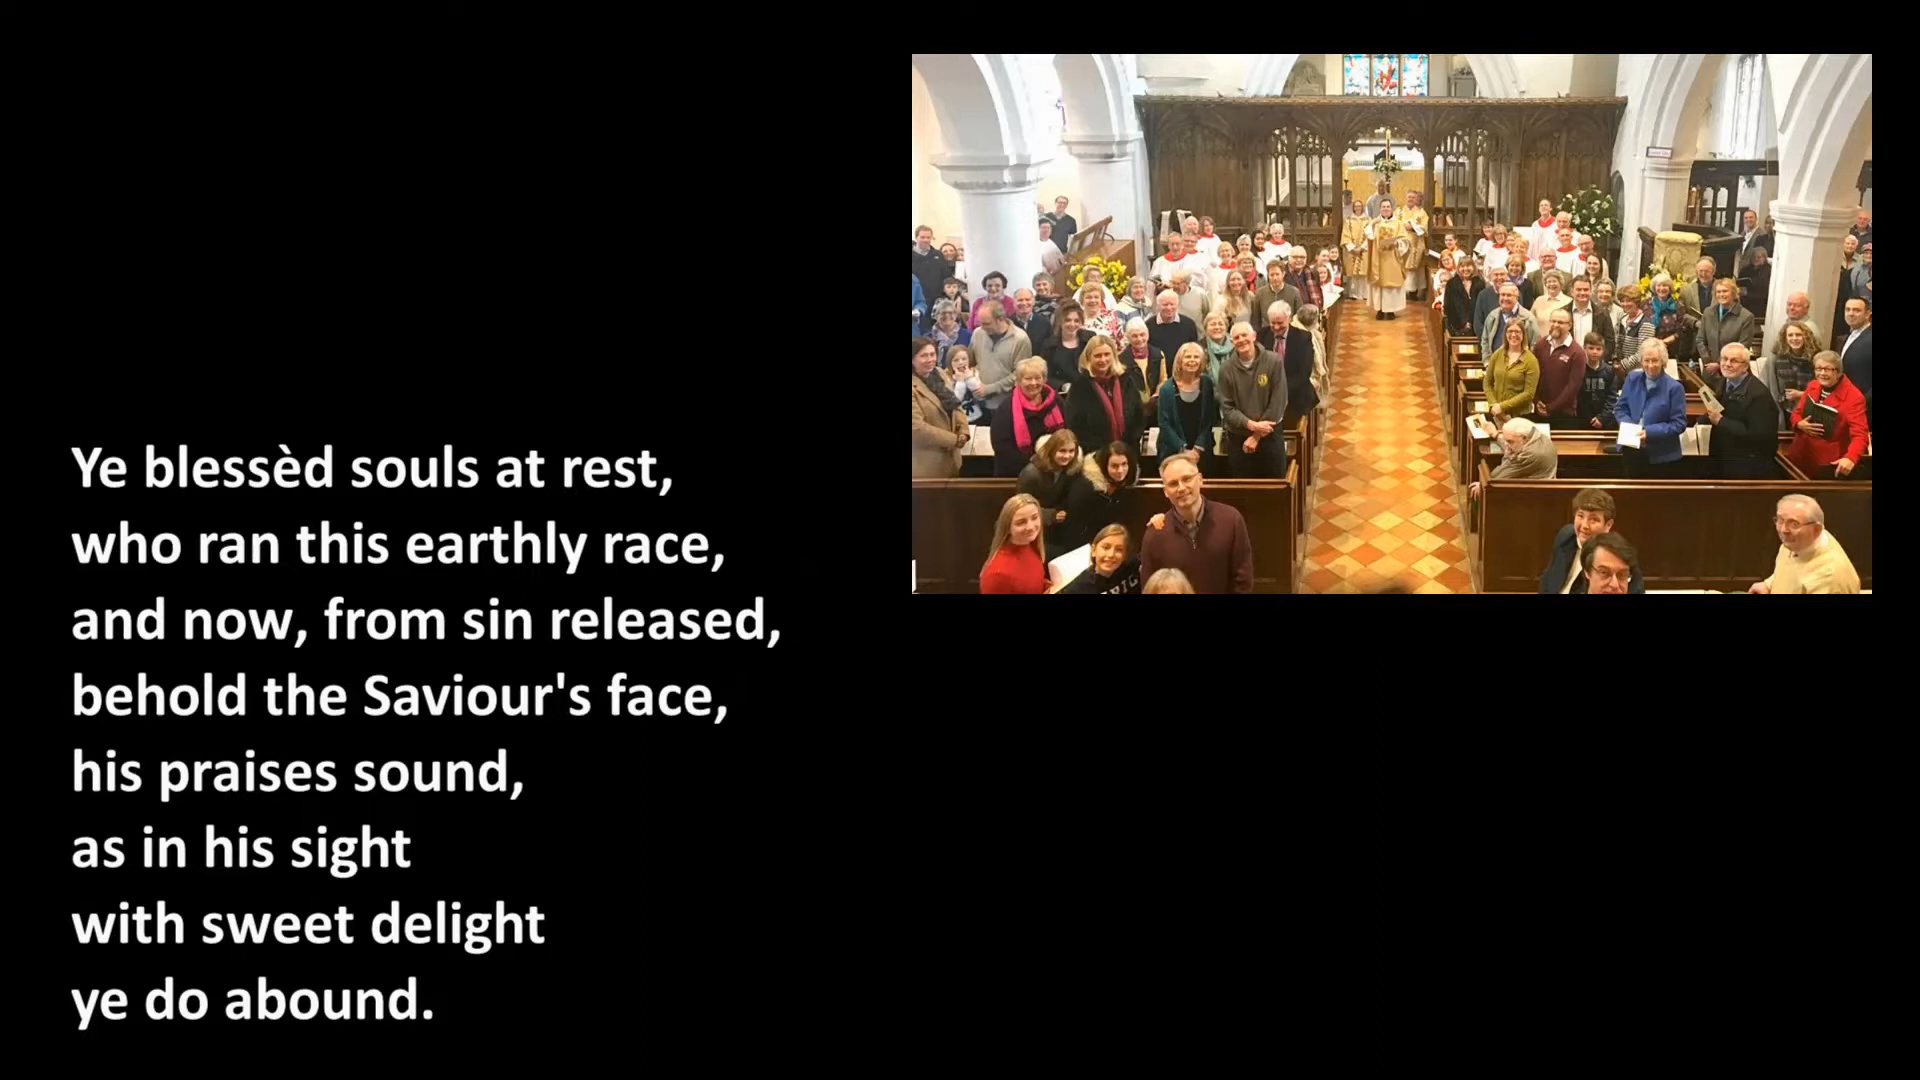 Ye blessèd souls at rest,
who ran this earthly race,
and now, from sin released,
behold the Saviour's face,
his praises sound,
as in his sight
with sweet delight
ye do abound.